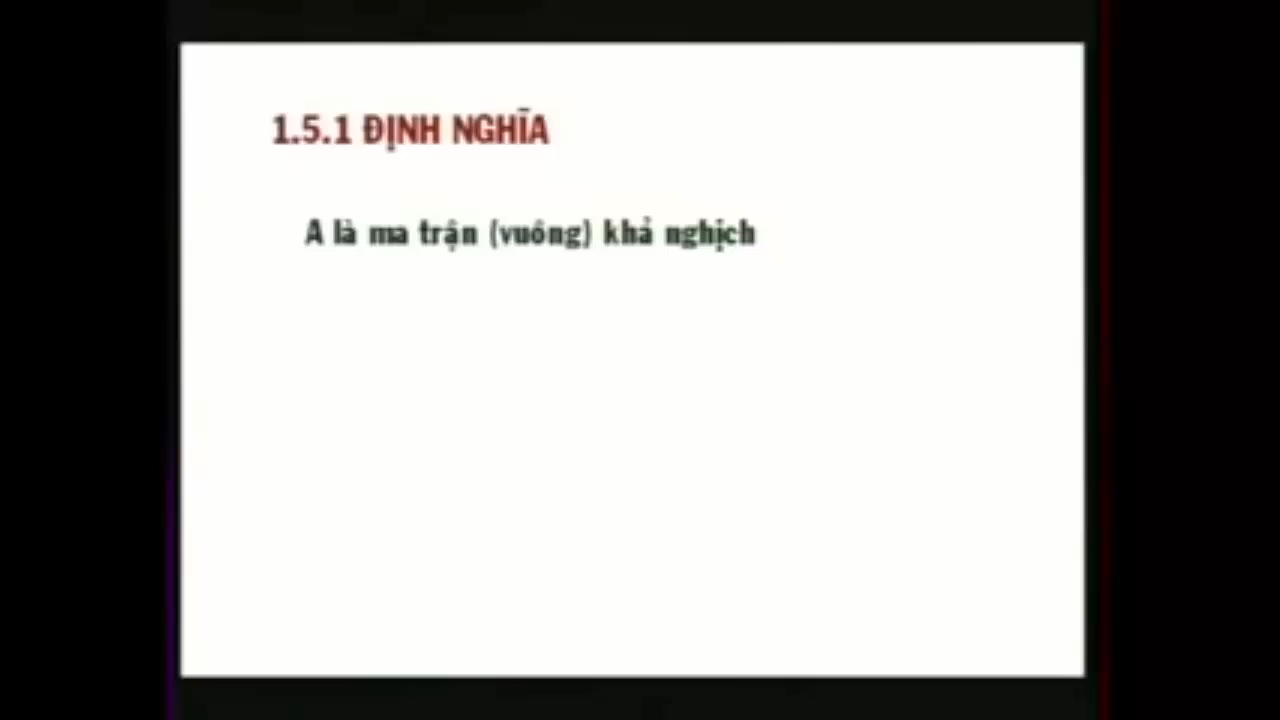 1.5.1 ĐỊNH NGHĨA
A là ma trận (vuông) khả nghịch